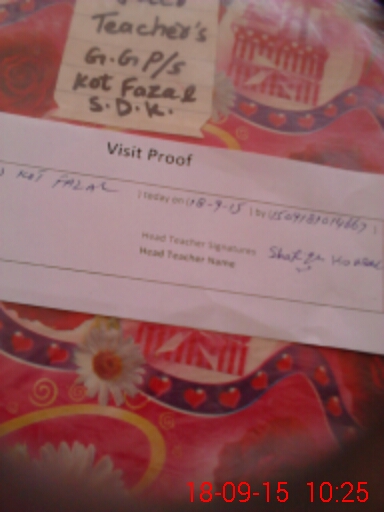 Teacher's
G.G P/s
Kot Fazal
S.D.K.
Visit Proof
KOT FAZAL | today on | 18-9-15 | by
Head Teacher Signatures
Head Teacher Name
18-09-15 10:25